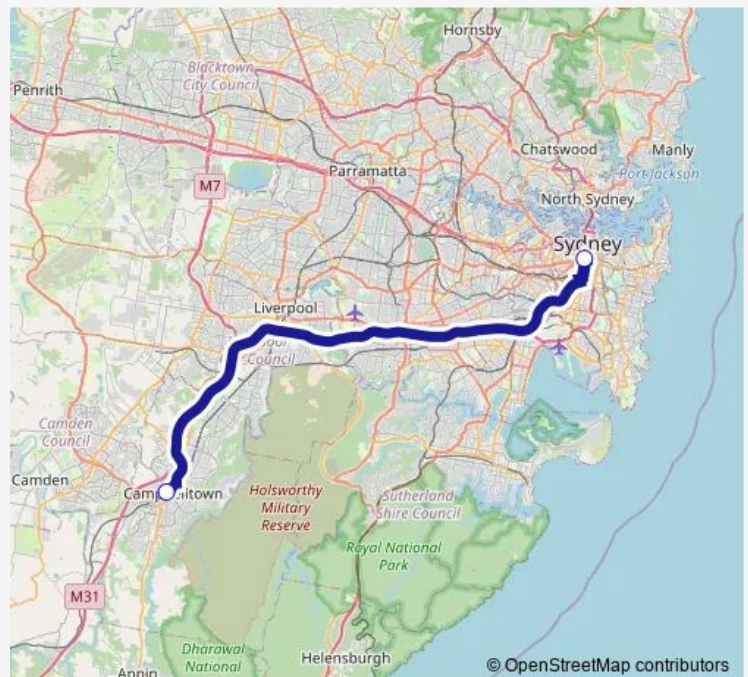 Hornsby
Blacktown
City Council
Penrith
Chatswood
Manly
Parramatta
Port Jackson
M7
North Sydney
Sydney
Liverpool
Council
Camden
Council
Camden
Holsworthy
Military
Reserve
Sutherland
Shire Council
Royal National
Park
M31
Dharawal
National
Helensburgh
Appin
© OpenStreetMap contributors